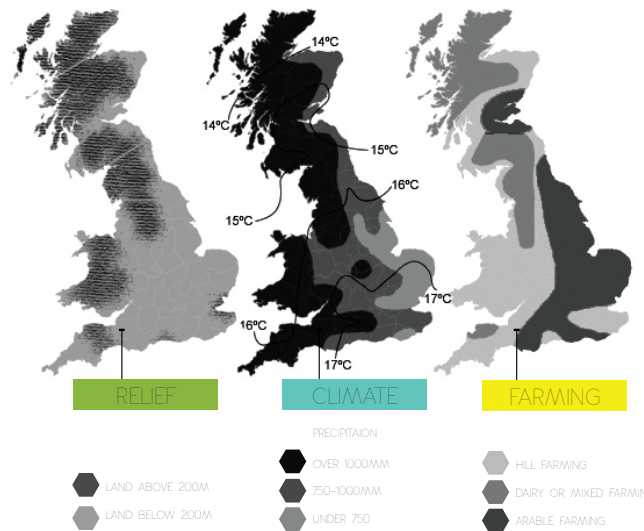 14ºC
14ºC
15ºC
15ºC
16ºC
16ºC
17ºC
17ºC
RELIEF
CLIMATE
FARMING
PRECIPITAION
LAND ABOVE 200M
LAND BELOW 200M
OVER 1000MM
750-1000MM
UNDER 750
HILL FARMING
DAIRY OR MIXED FARMIN
ARABLE FARMING